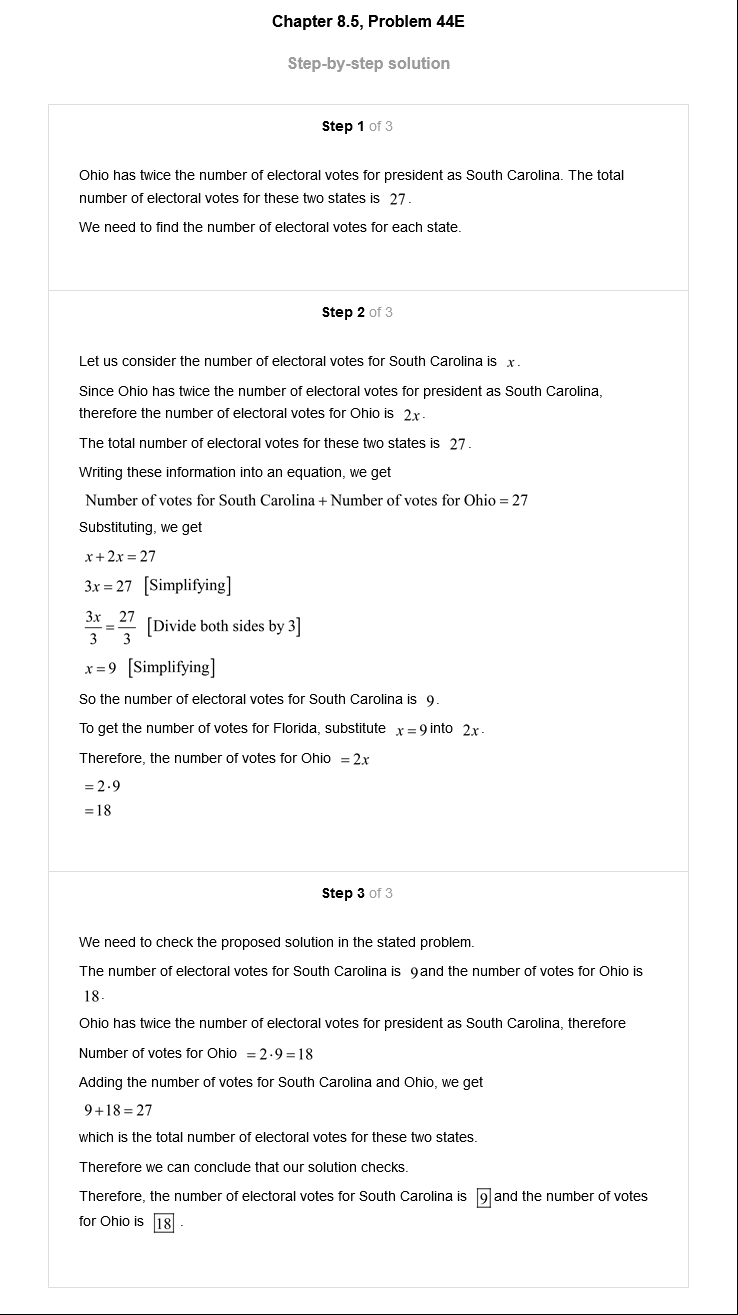 Chapter 8.5, Problem 44E
Step-by-step solution
Step 1 of 3
Ohio has twice the number of electoral votes for president as South Carolina. The total
number of electoral votes for these two states is 27.
We need to find the number of electoral votes for each state.
Step 2 of 3
Let us consider the number of electoral votes for South Carolina is x.
Since Ohio has twice the number of electoral votes for president as South Carolina,
therefore the number of electoral votes for Ohio is 2x.
The total number of electoral votes for these two states is 27.
Writing these information into an equation, we get
Number of votes for South Carolina + Number of votes for Ohio = 27
Substituting, we get
x + 2x = 27
3x = 27 [Simplifying]
3x/3 = 27/3 [Divide both sides by 3]
x = 9 [Simplifying]
So the number of electoral votes for South Carolina is 9.
To get the number of votes for Florida, substitute x = 9 into 2x.
Therefore, the number of votes for Ohio = 2x
= 2·9
= 18
Step 3 of 3
We need to check the proposed solution in the stated problem.
The number of electoral votes for South Carolina is 9 and the number of votes for Ohio is
18.
Ohio has twice the number of electoral votes for president as South Carolina, therefore
Number of votes for Ohio = 2·9 = 18
Adding the number of votes for South Carolina and Ohio, we get
9 + 18 = 27
which is the total number of electoral votes for these two states.
Therefore we can conclude that our solution checks.
Therefore, the number of electoral votes for South Carolina is 9 and the number of votes
for Ohio is 18.